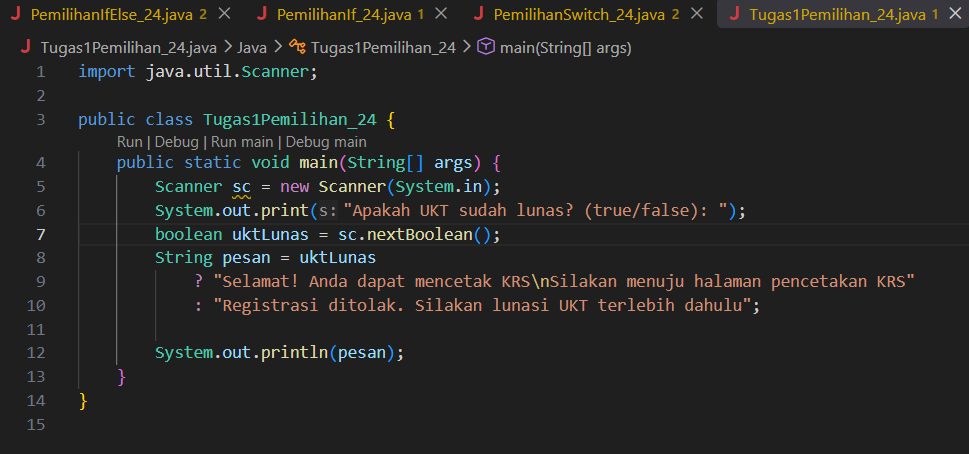 PemilihanIfElse_24.java 2 PemilihanIf_24.java 1 PemilihanSwitch_24.java 2 Tugas1Pemilihan_24.java 1
Tugas1Pemilihan_24.java > Java > Tugas1Pemilihan_24 > main(String[] args)
1 import java.util.Scanner;
2
3 public class Tugas1Pemilihan_24 {
Run | Debug | Run main | Debug main
4 public static void main(String[] args) {
5 Scanner sc = new Scanner(System.in);
6 System.out.print(s: "Apakah UKT sudah lunas? (true/false): ");
7 boolean uktLunas = sc.nextBoolean();
8 String pesan = uktLunas
9 ? "Selamat! Anda dapat mencetak KRS\nSilakan menuju halaman pencetakan KRS"
10 : "Registrasi ditolak. Silakan lunasi UKT terlebih dahulu";
11
12 System.out.println(pesan);
13 }
14 }
15